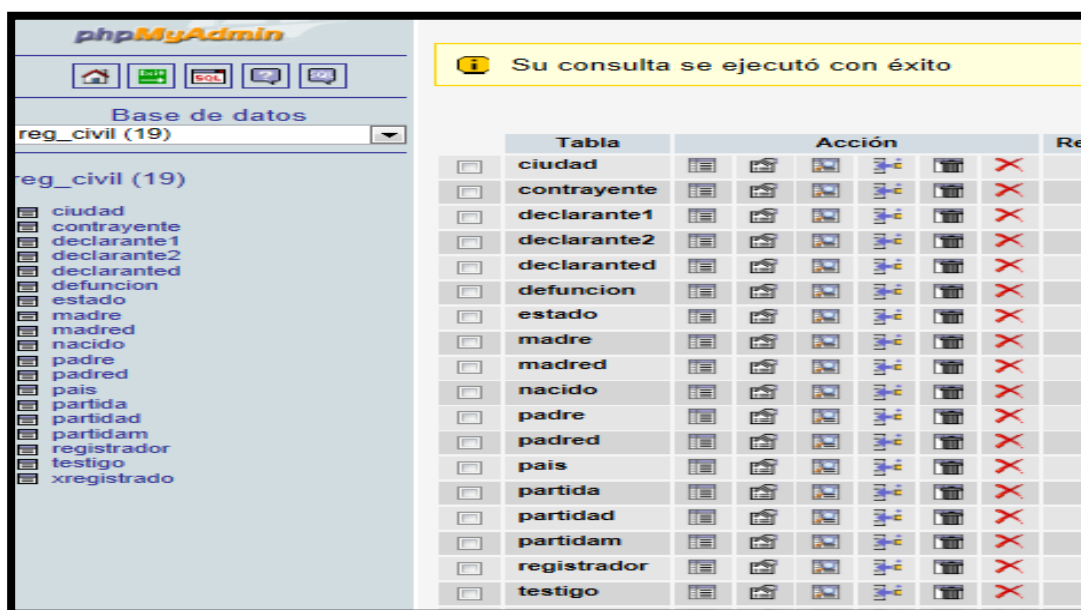 phpMyAdmin
SQL
Base de datos
reg_civil (19)
reg_civil (19)
ciudad
contrayente
declarante1
declarante2
declaranted
defuncion
estado
madre
madred
nacido
padre
padred
pais
partida
partidad
partidam
registrador
testigo
xregistrado
Su consulta se ejecutó con éxito
Tabla Acción Re
ciudad
contrayente
declarante1
declarante2
declaranted
defuncion
estado
madre
madred
nacido
padre
padred
pais
partida
partidad
partidam
registrador
testigo